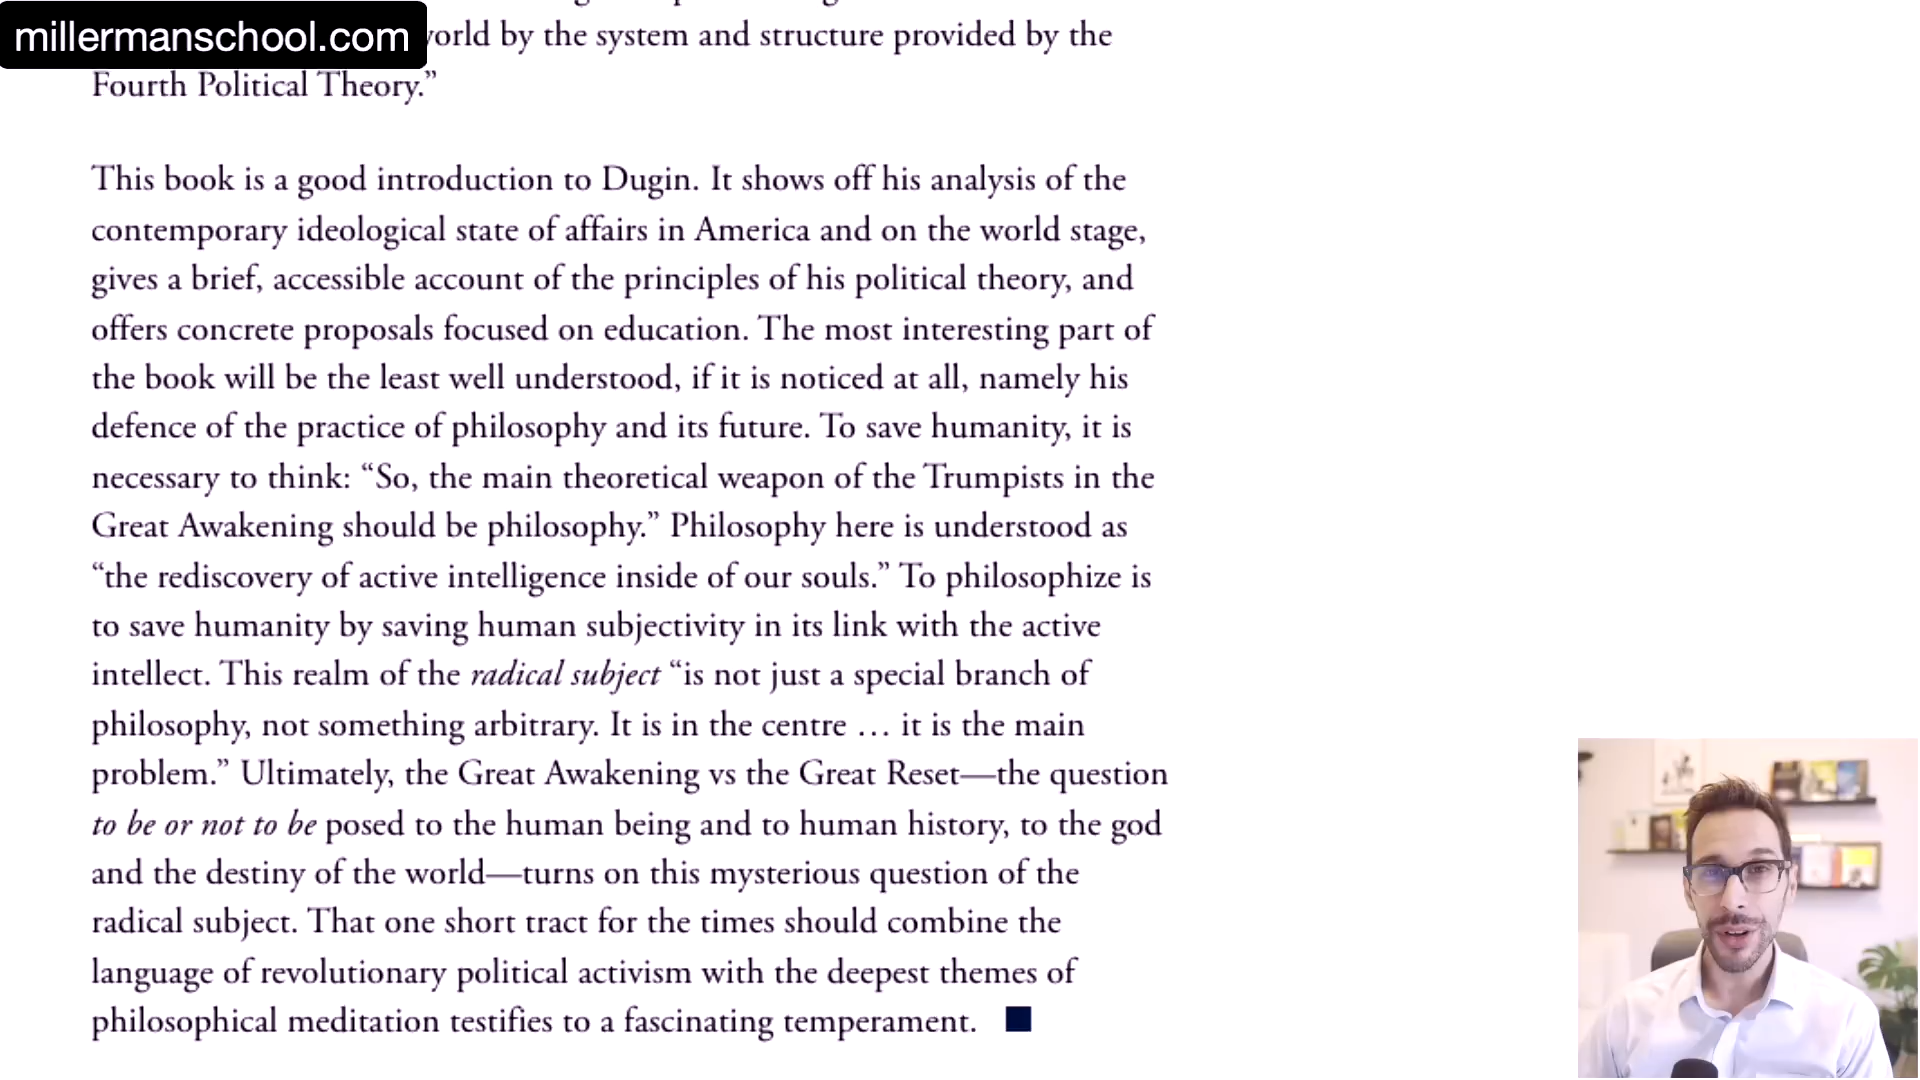 millermanschool.com
world by the system and structure provided by the
Fourth Political Theory.”
This book is a good introduction to Dugin. It shows off his analysis of the
contemporary ideological state of affairs in America and on the world stage,
gives a brief, accessible account of the principles of his political theory, and
offers concrete proposals focused on education. The most interesting part of
the book will be the least well understood, if it is noticed at all, namely his
defence of the practice of philosophy and its future. To save humanity, it is
necessary to think: “So, the main theoretical weapon of the Trumpists in the
Great Awakening should be philosophy.” Philosophy here is understood as
“the rediscovery of active intelligence inside of our souls.” To philosophize is
to save humanity by saving human subjectivity in its link with the active
intellect. This realm of the radical subject “is not just a special branch of
philosophy, not something arbitrary. It is in the centre … it is the main
problem.” Ultimately, the Great Awakening vs the Great Reset—the question
to be or not to be posed to the human being and to human history, to the god
and the destiny of the world—turns on this mysterious question of the
radical subject. That one short tract for the times should combine the
language of revolutionary political activism with the deepest themes of
philosophical meditation testifies to a fascinating temperament.